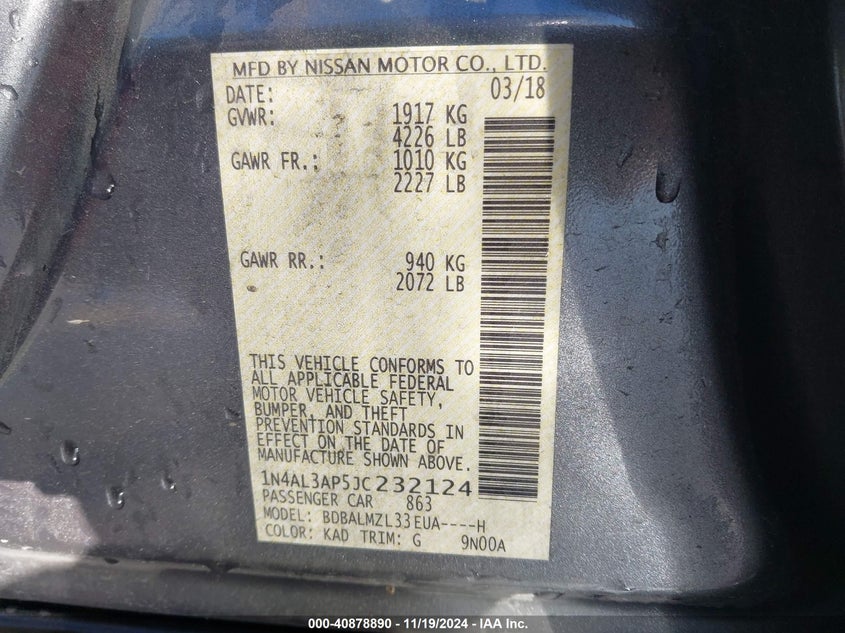 MFD BY NISSAN MOTOR CO., LTD.
DATE: 03/18
GVWR: 1917 KG
4226 LB
GAWR FR.: 1010 KG
2227 LB
GAWR RR.: 940 KG
2072 LB
THIS VEHICLE CONFORMS TO
ALL APPLICABLE FEDERAL
MOTOR VEHICLE SAFETY,
BUMPER, AND THEFT
PREVENTION STANDARDS IN
EFFECT ON THE DATE OF
MANUFACTURE SHOWN ABOVE.
1N4AL3AP5JC232124
PASSENGER CAR 863
MODEL: BDBALMZL33EUA----H
COLOR: KAD TRIM: G 9N00A
000-40878890 - 11/19/2024 - IAA Inc.